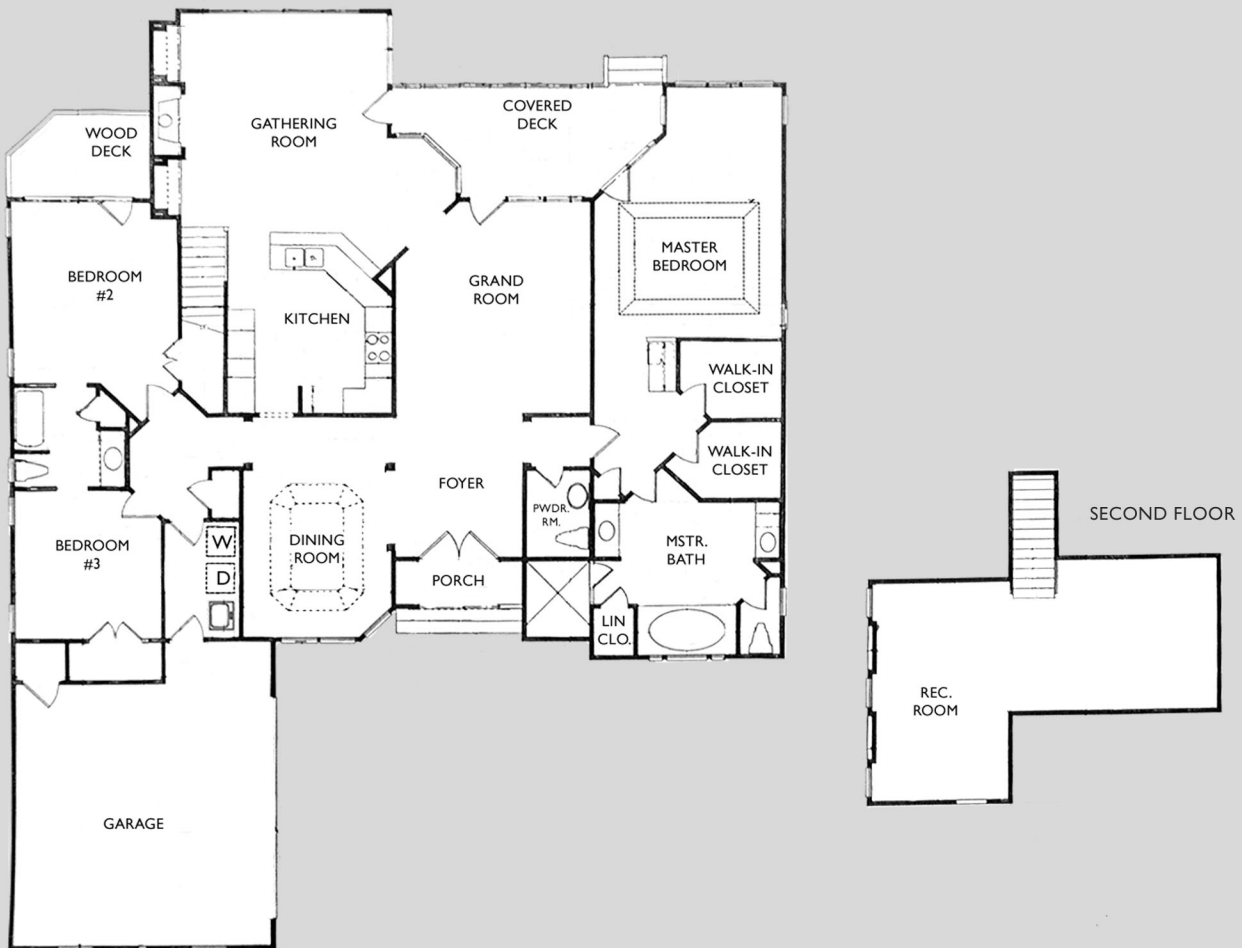 GATHERING
ROOM
COVERED
DECK
WOOD
DECK
MASTER
BEDROOM
BEDROOM
#2
GRAND
ROOM
KITCHEN
WALK-IN
CLOSET
WALK-IN
CLOSET
FOYER
PWDR.
RM.
BEDROOM
#3
W
D
DINING
ROOM
MSTR.
BATH
PORCH
LIN
CLO.
GARAGE
SECOND FLOOR
REC.
ROOM